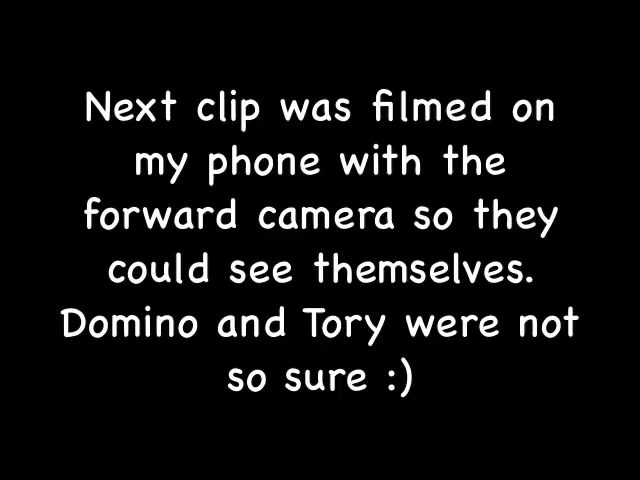 Next clip was filmed on
my phone with the
forward camera so they
could see themselves.
Domino and Tory were not
so sure :)